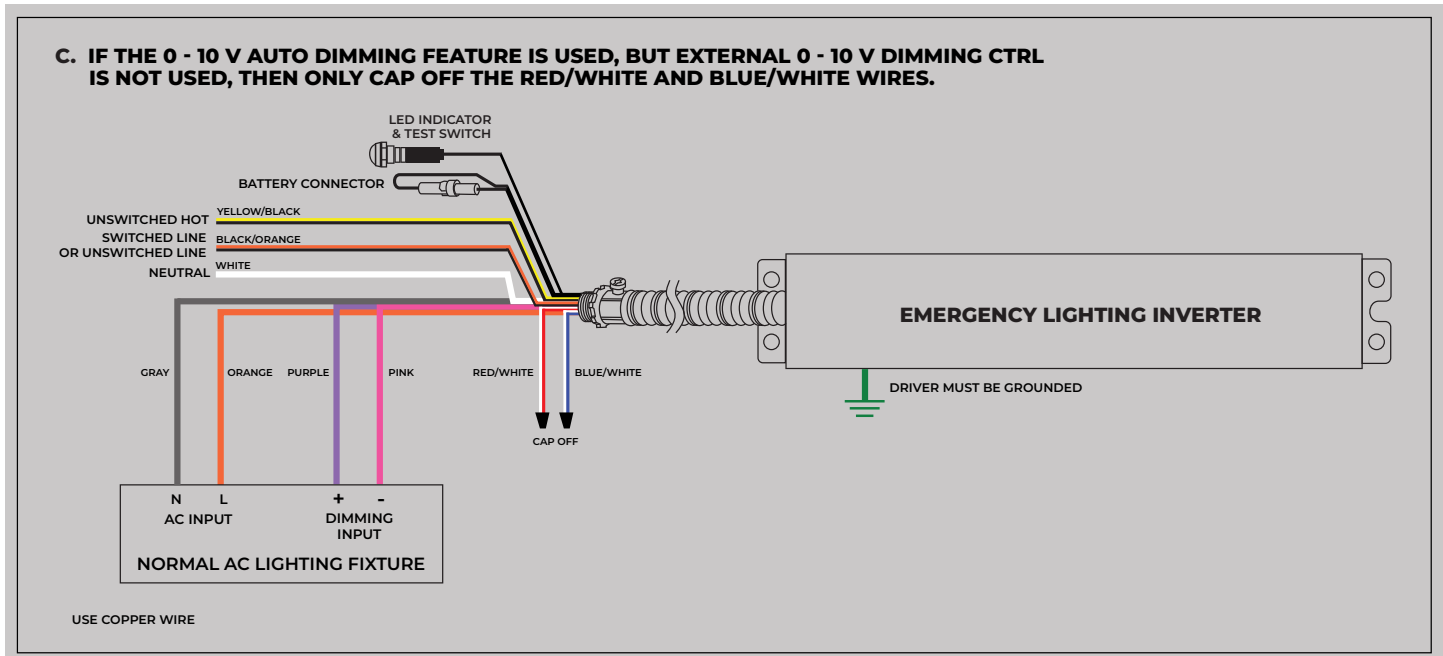 C. IF THE 0 - 10 V AUTO DIMMING FEATURE IS USED, BUT EXTERNAL 0 - 10 V DIMMING CTRL
IS NOT USED, THEN ONLY CAP OFF THE RED/WHITE AND BLUE/WHITE WIRES.
LED INDICATOR
& TEST SWITCH
BATTERY CONNECTOR
UNSWITCHED HOT YELLOW/BLACK
SWITCHED LINE BLACK/ORANGE
OR UNSWITCHED LINE
NEUTRAL WHITE
EMERGENCY LIGHTING INVERTER
GRAY ORANGE PURPLE PINK RED/WHITE BLUE/WHITE
DRIVER MUST BE GROUNDED
CAP OFF
N L + -
AC INPUT DIMMING
INPUT
NORMAL AC LIGHTING FIXTURE
USE COPPER WIRE